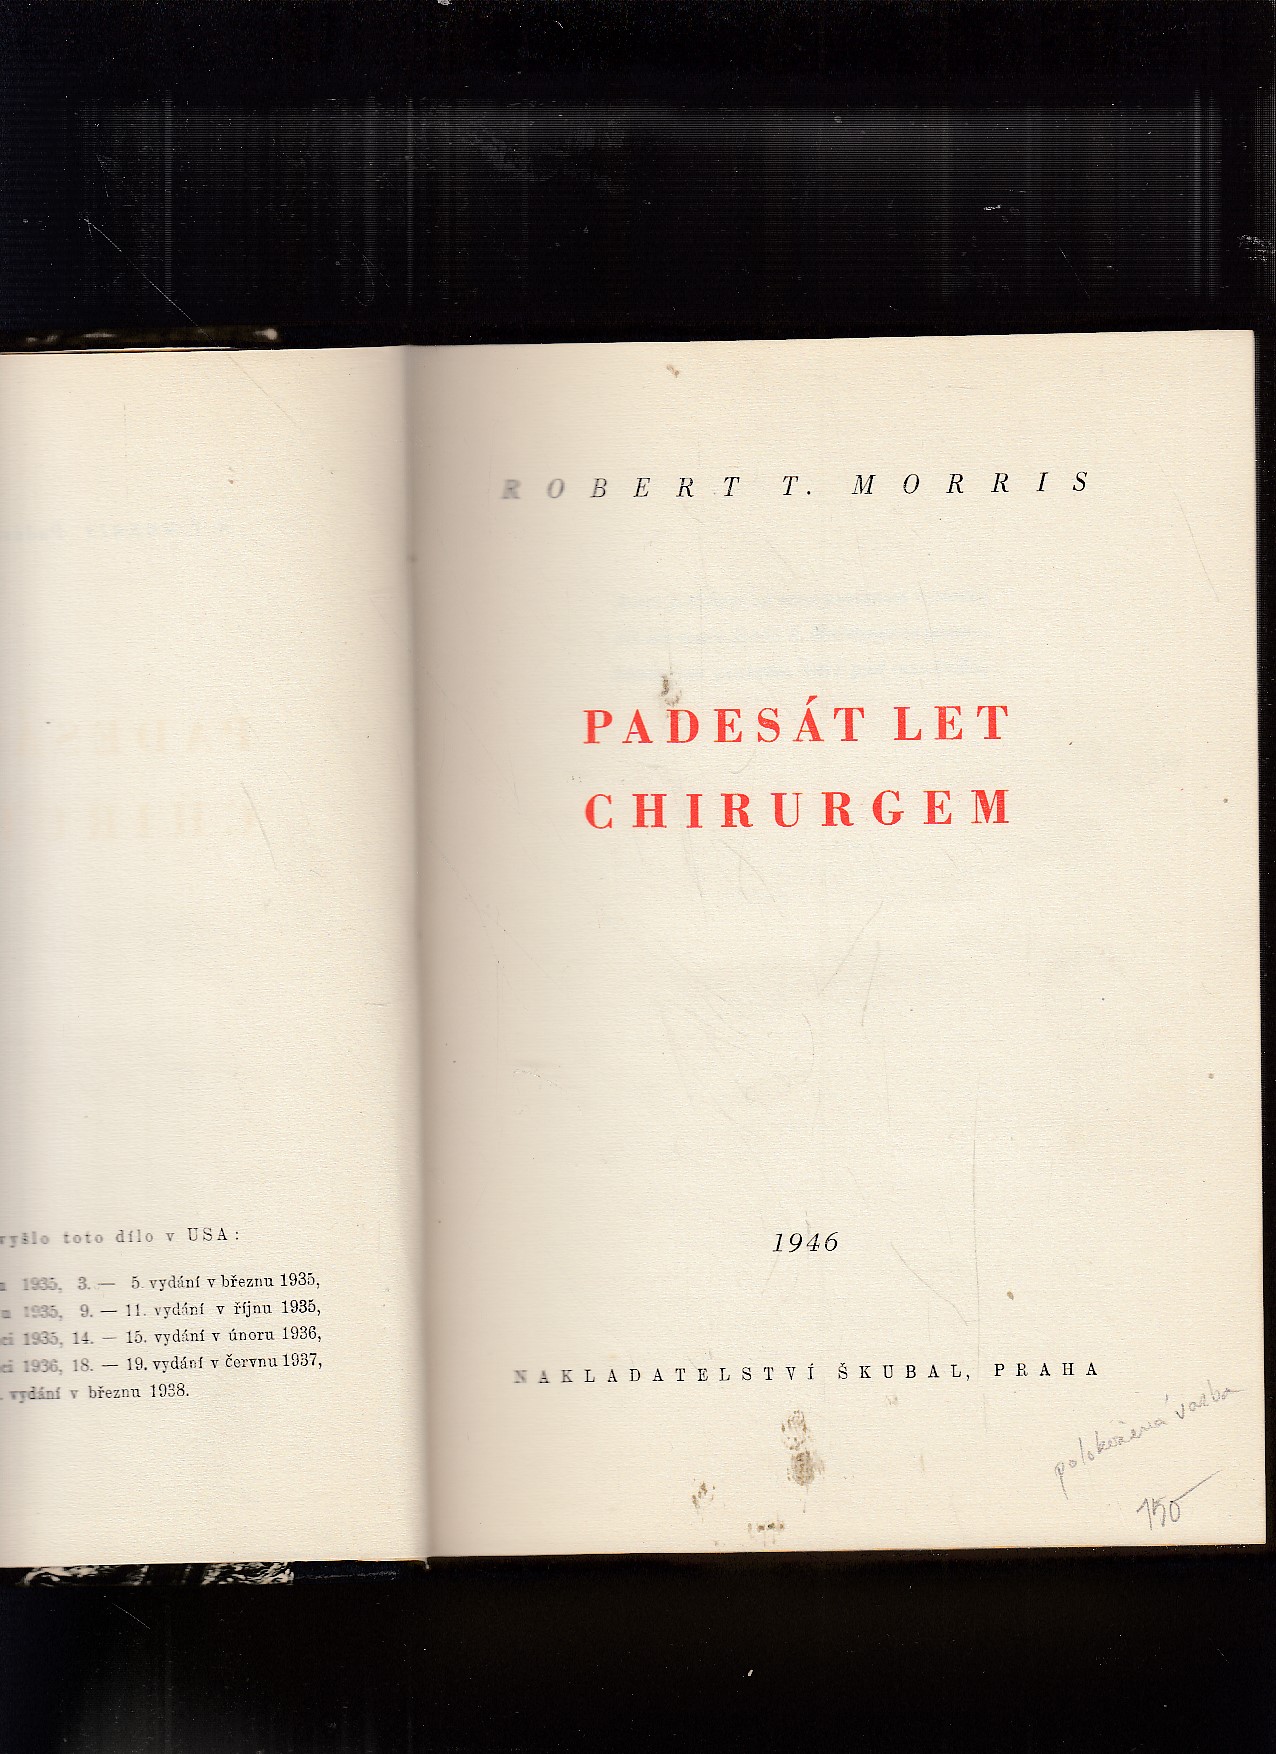 vyšlo toto dílo v USA:
1935, 3. — 5. vydání v březnu 1935,
1935, 9. — 11. vydání v říjnu 1935,
1935, 14. — 15. vydání v únoru 1936,
1936, 18. — 19. vydání v červnu 1937,
vydání v březnu 1938.
ROBERT T. MORRIS
PADESÁT LET
CHIRURGEM
1946
NAKLADATELSTVÍ ŠKUBAL, PRAHA
polokožená vazba
150